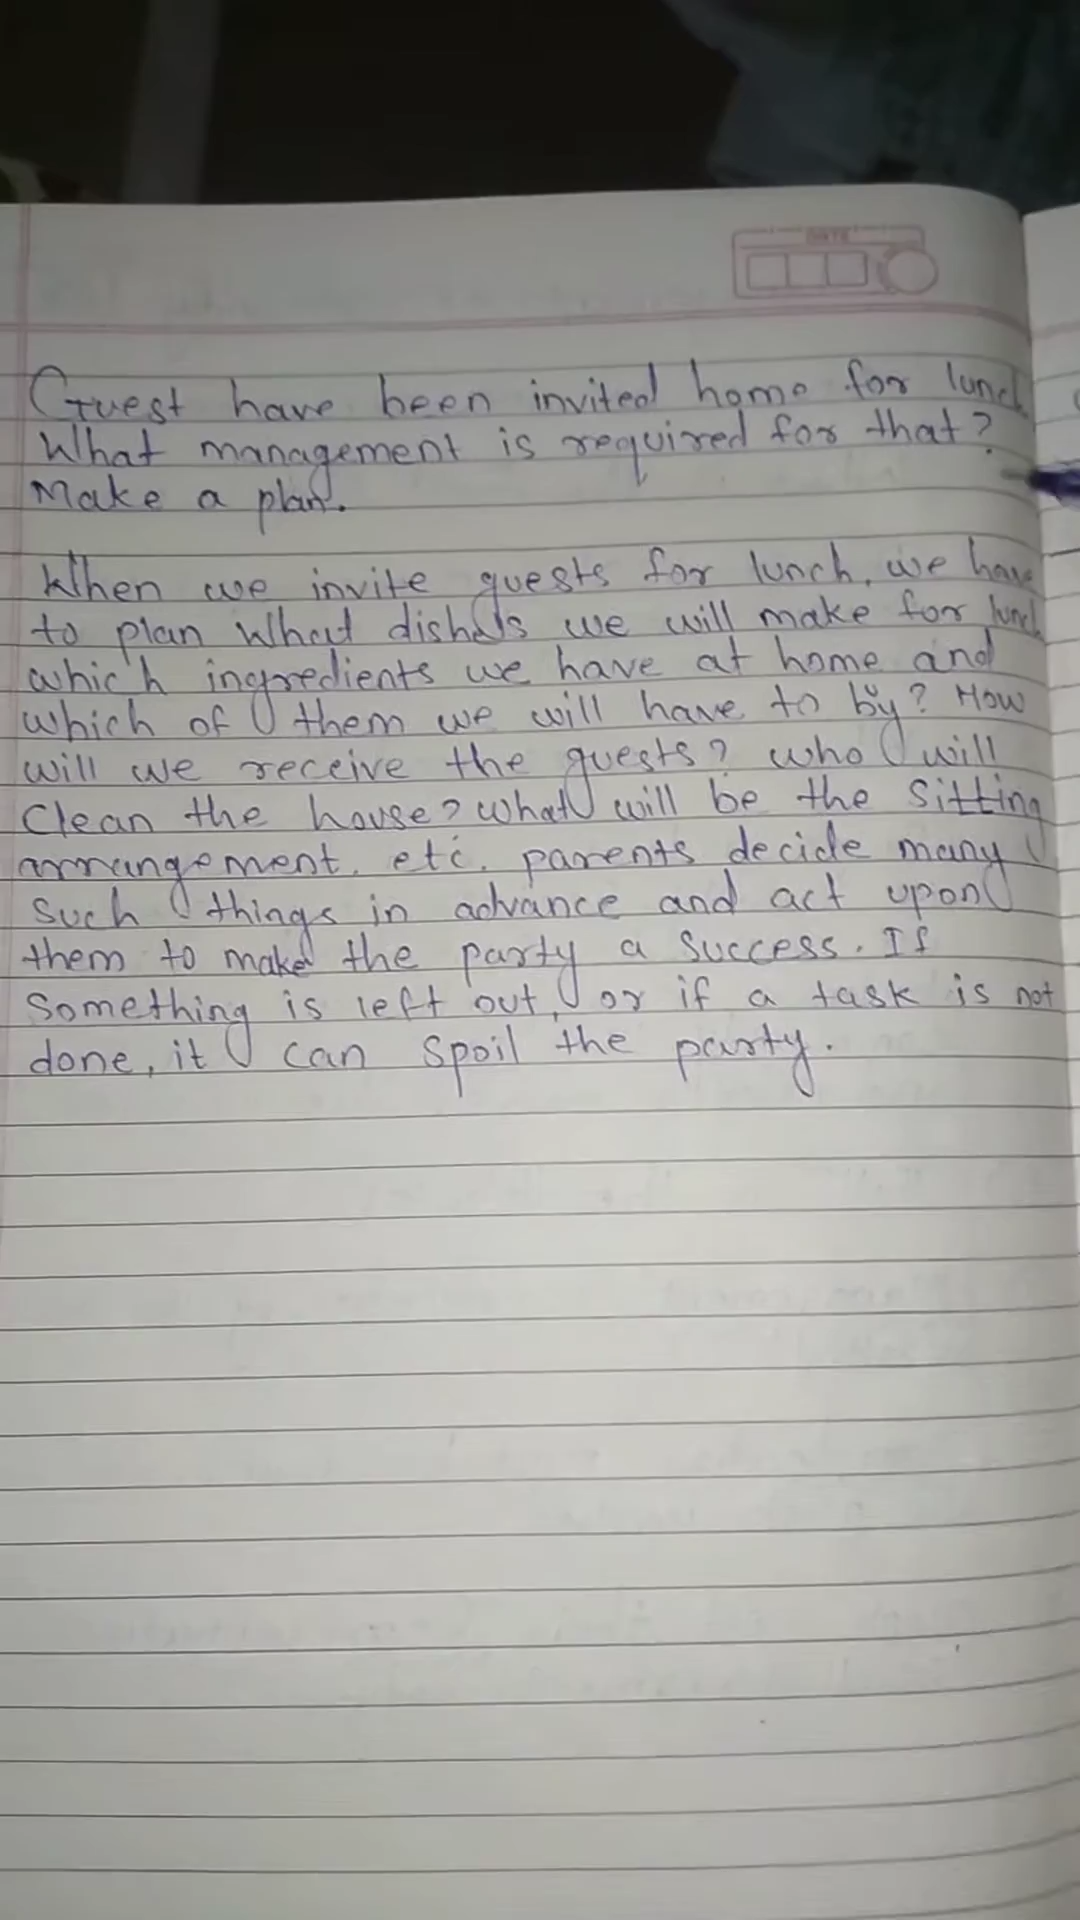 DATE
Guest have been invited home for lunch
What management is required for that?
Make a plan.
When we invite guests for lunch, we have
to plan what dishes we will make for lunch
which ingredients we have at home and
which of them we will have to buy? How
will we receive the guests? who will
Clean the house? what will be the Sitting
arrangement. etc. parents decide many
Such things in advance and act upon
them to make the party a success. If
Something is left out, or if a task is not
done, it can spoil the party.